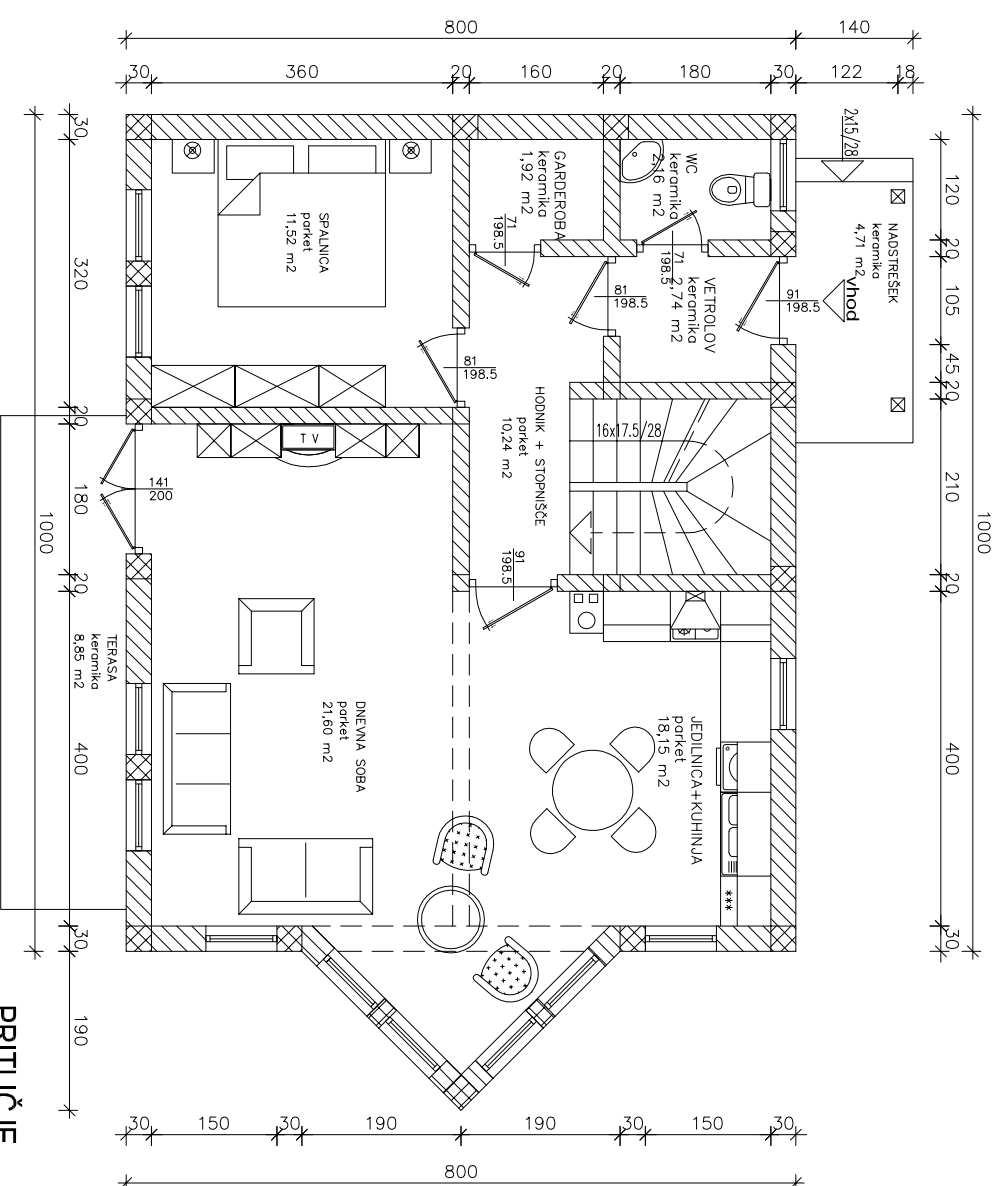 800
140
30
360
20
160
20
180
30
122
18
2x15/28
GARDEROBA
keramika
1,92 m2
WC
keramika
2,16 m2
NADSTREŠEK
keramika
4,71 m2
vhod
SPALNICA
parket
11,52 m2
71
198.5
71
198.5
VETROLOV
keramika
2,74 m2
81
198.5
91
198.5
81
198.5
HODNIK + STOPNIŠČE
parket
10,24 m2
16x17.5/28
T V
141
200
91
198.5
TERASA
keramika
8,85 m2
DNEVNA SOBA
parket
21,60 m2
JEDILNICA+KUHINJA
parket
18,15 m2
***
30
320
20
180
20
400
30
190
1000
120
20
105
45
20
210
20
400
30
1000
30
150
30
190
190
30
150
30
800
PRITLIČJE